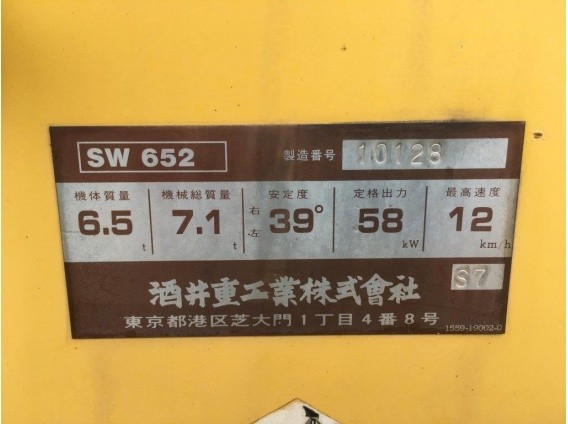 SW 652 製造番号 10128
機体質量 機械総質量 安定度 定格出力 最高速度
6.5 t 7.1 t 右 左 39° 58 kW 12 km/h
S7
酒井重工業株式會社
東京都港区芝大門1丁目4番8号
1559-19002-0